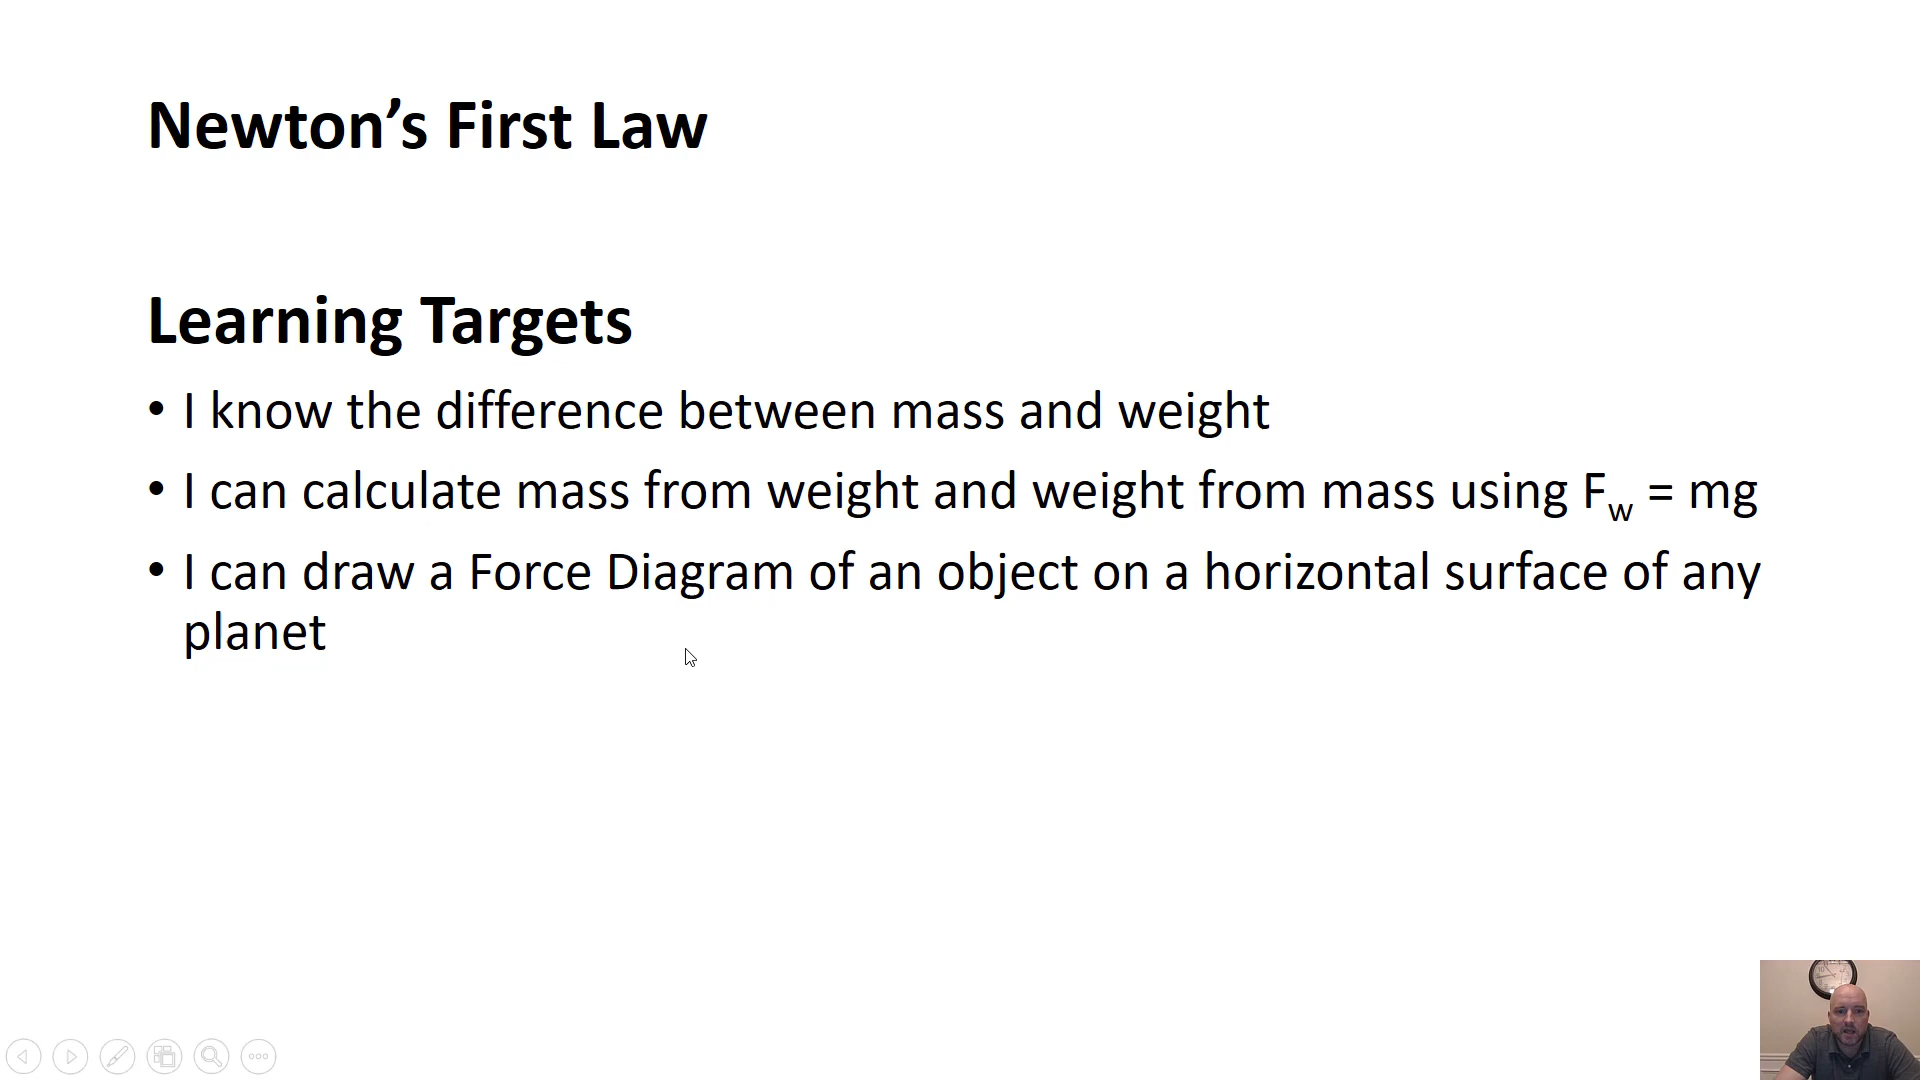 Newton’s First Law
Learning Targets
• I know the difference between mass and weight
• I can calculate mass from weight and weight from mass using Fw = mg
• I can draw a Force Diagram of an object on a horizontal surface of any
planet